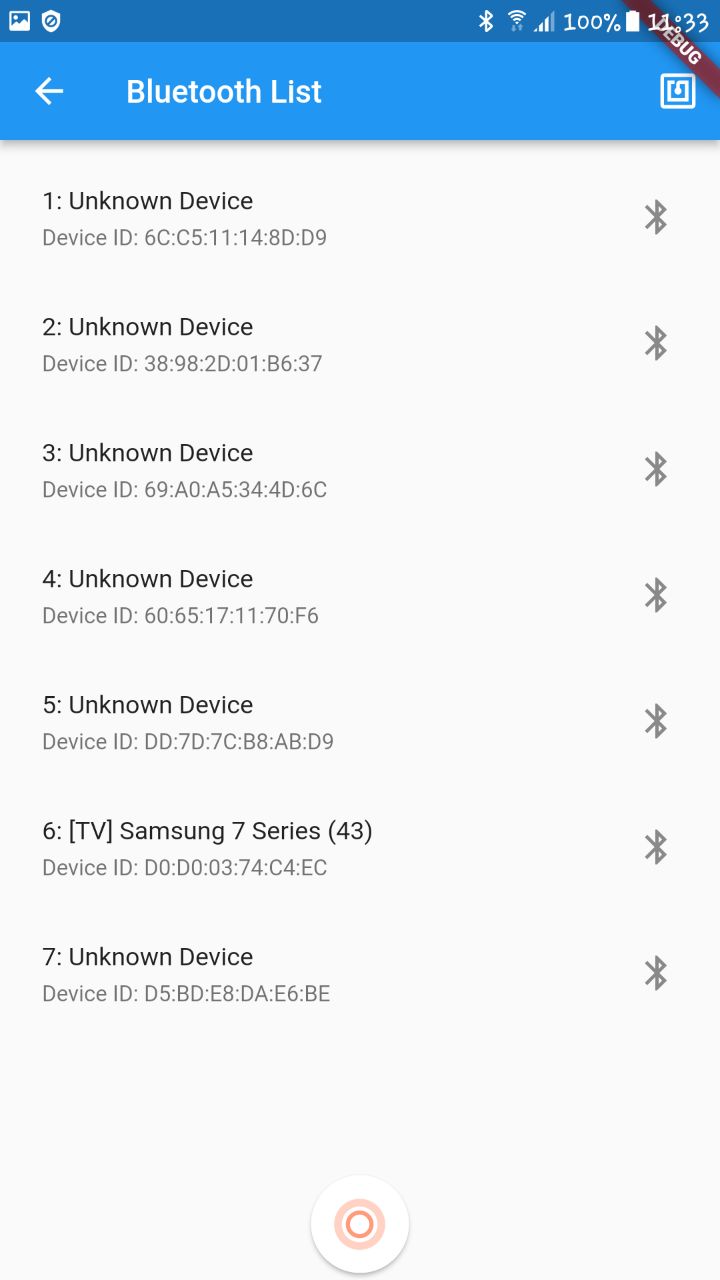 100% 11:33
DEBUG
Bluetooth List
1: Unknown Device
Device ID: 6C:C5:11:14:8D:D9
2: Unknown Device
Device ID: 38:98:2D:01:B6:37
3: Unknown Device
Device ID: 69:A0:A5:34:4D:6C
4: Unknown Device
Device ID: 60:65:17:11:70:F6
5: Unknown Device
Device ID: DD:7D:7C:B8:AB:D9
6: [TV] Samsung 7 Series (43)
Device ID: D0:D0:03:74:C4:EC
7: Unknown Device
Device ID: D5:BD:E8:DA:E6:BE